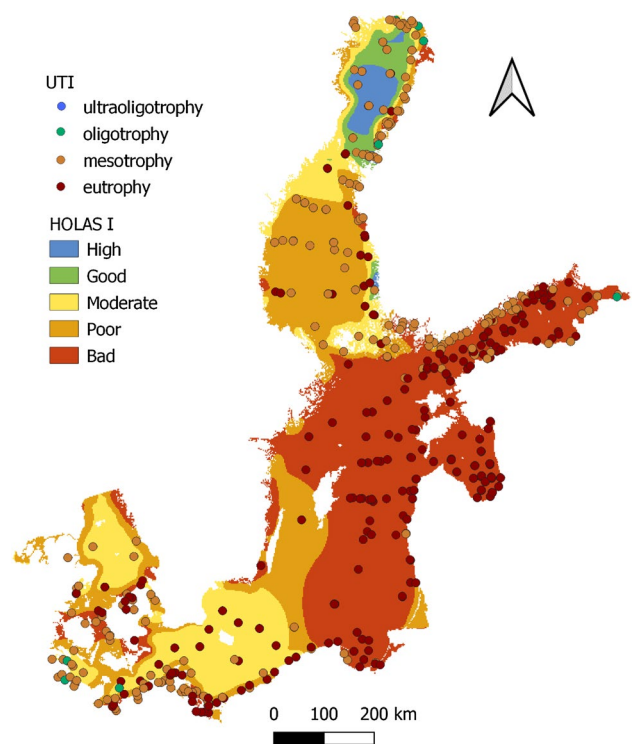 UTI
ultraoligotrophy
oligotrophy
mesotrophy
eutrophy
HOLAS I
High
Good
Moderate
Poor
Bad
0 100 200 km